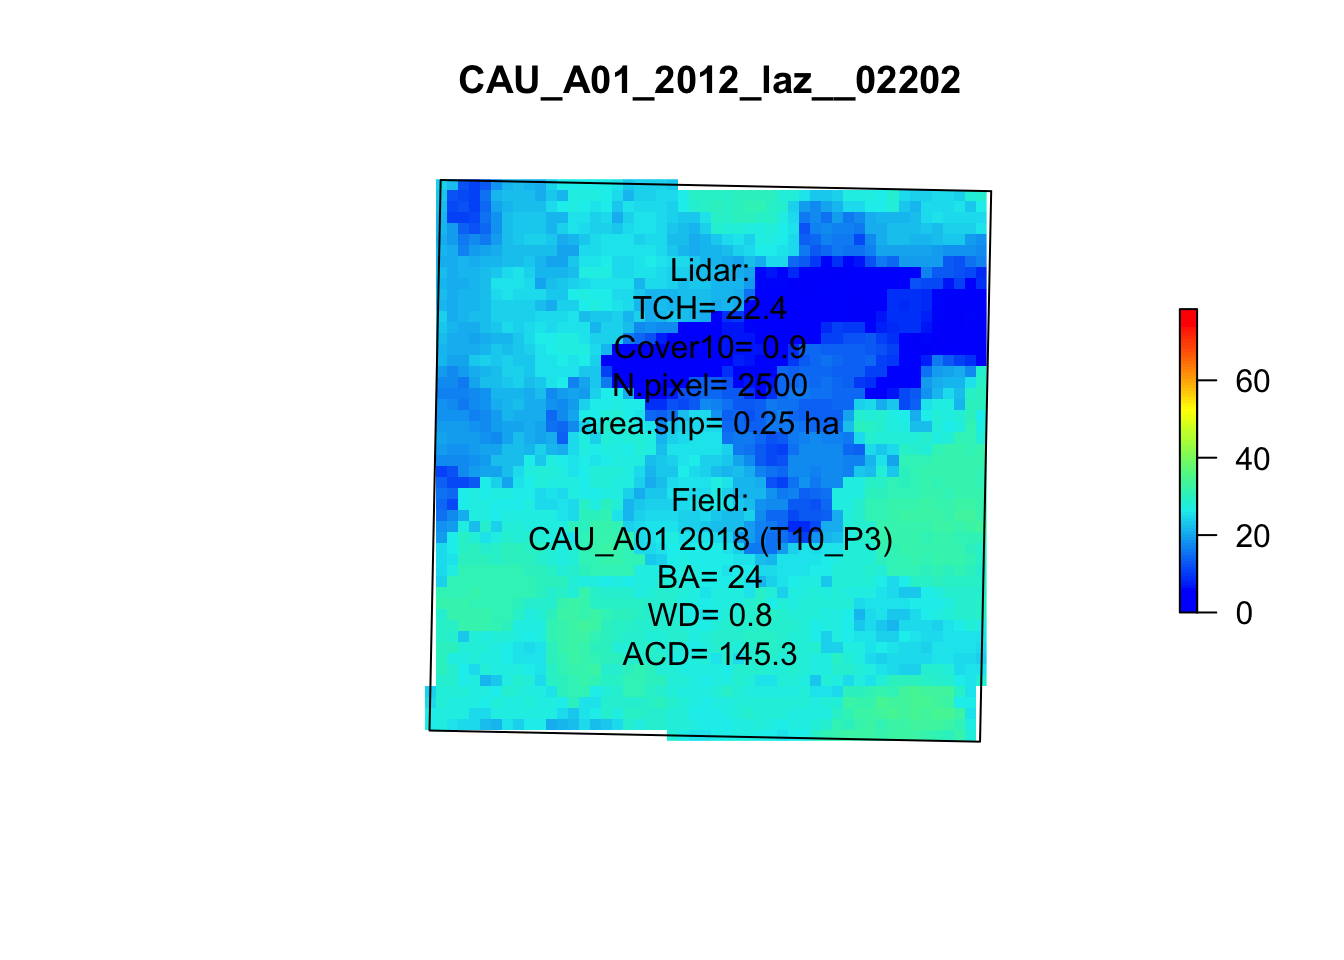 CAU_A01_2012_laz__02202
Lidar:
TCH= 22.4
Cover10= 0.9
N.pixel= 2500
area.shp= 0.25 ha
Field:
CAU_A01 2018 (T10_P3)
BA= 24
WD= 0.8
ACD= 145.3
60
40
20
0